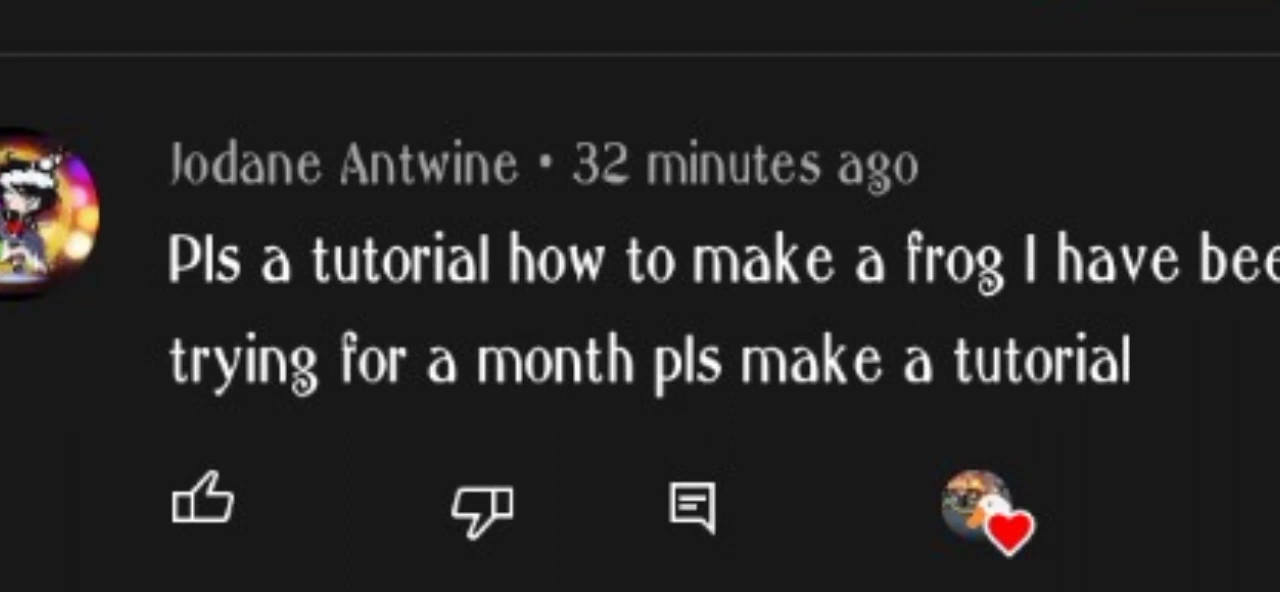 Jodane Antwine • 32 minutes ago
Pls a tutorial how to make a frog I have bee
trying for a month pls make a tutorial